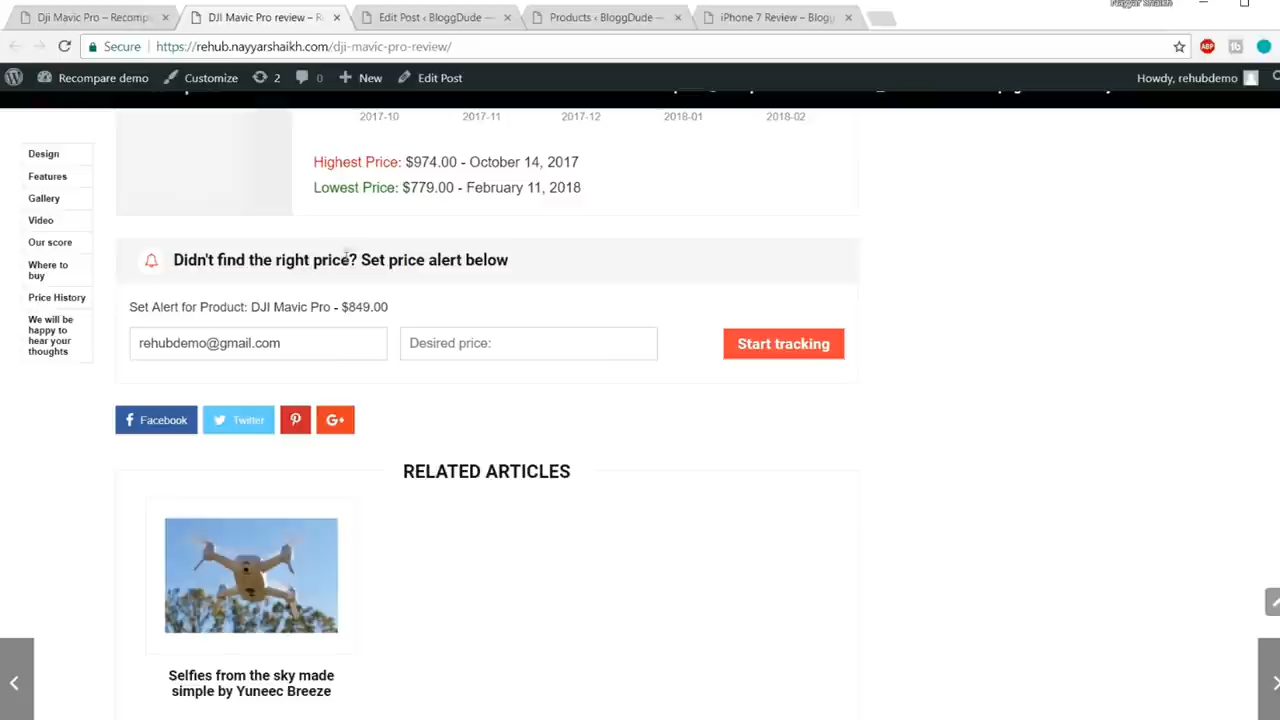 Nayyar Shaikh
Dji Mavic Pro – Recomp
DJI Mavic Pro review – R
Edit Post ‹ BloggDude —
Products ‹ BloggDude —
iPhone 7 Review – Blogg
Secure
https://rehub.nayyarshaikh.com/dji-mavic-pro-review/
ABP
Recompare demo
Customize
2
0
New
Edit Post
Howdy, rehubdemo
2017-10
2017-11
2017-12
2018-01
2018-02
Highest Price: $974.00 - October 14, 2017
Lowest Price: $779.00 - February 11, 2018
Design
Features
Gallery
Video
Our score
Where to
buy
Price History
We will be
happy to
hear your
thoughts
Didn't find the right price? Set price alert below
Set Alert for Product: DJI Mavic Pro - $849.00
rehubdemo@gmail.com
Desired price:
Start tracking
Facebook
Twitter
G+
RELATED ARTICLES
Selfies from the sky made
simple by Yuneec Breeze